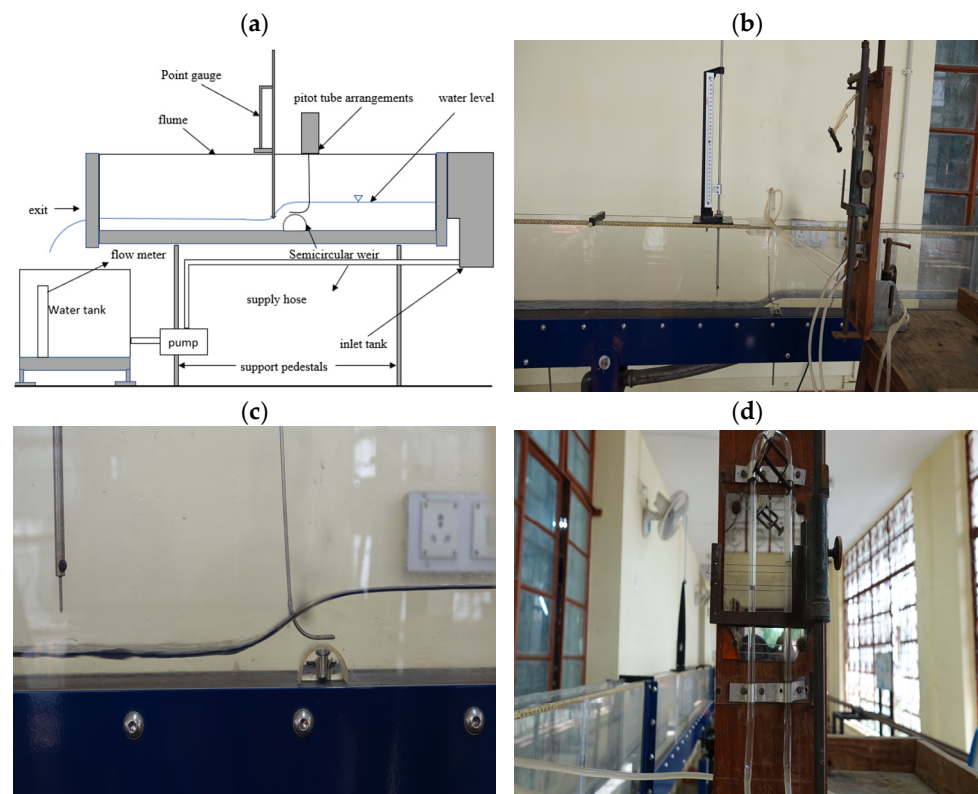 (a)
(b)
Point gauge
pitot tube arrangements
water level
flume
exit
Semicircular weir
flow meter
supply hose
Water tank
pump
inlet tank
support pedestals
(c)
(d)